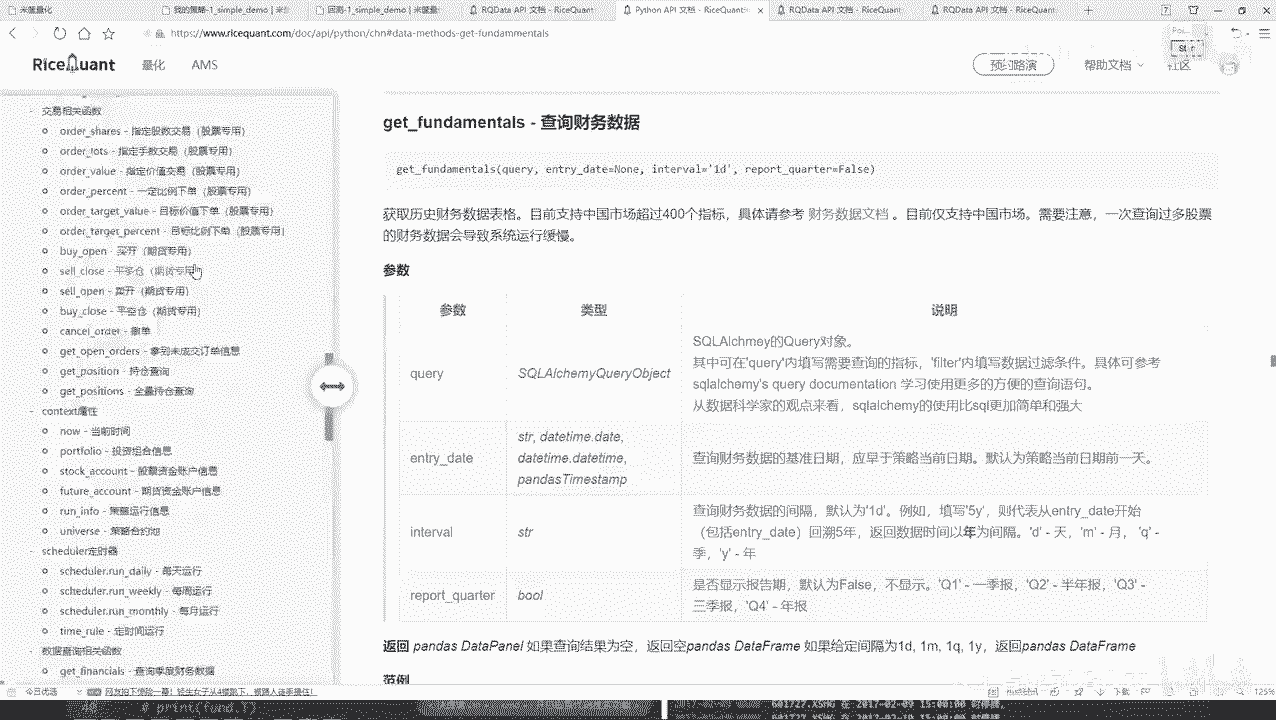 米筐量化
我的策略-1_simple_demo | 米筐
回测-1_simple_demo | 米筐量
RQData API 文档 - RiceQuant
Python API 文档 - RiceQuant
RQData API 文档 - RiceQuant
RQData API 文档 - RiceQuant
https://www.ricequant.com/doc/api/python/chn#data-methods-get-fundammentals
RiceQuant
量化
AMS
预约路演
帮助文档
社区
交易相关函数
order_shares - 指定股数交易（股票专用）
order_lots - 指定手数交易（股票专用）
order_value - 指定价值交易（股票专用）
order_percent - 一定比例下单（股票专用）
order_target_value - 目标价值下单（股票专用）
order_target_percent - 目标比例下单（股票专用）
buy_open - 买开（期货专用）
sell_close - 平多仓（期货专用）
sell_open - 卖开（期货专用）
buy_close - 平空仓（期货专用）
cancel_order - 撤单
get_open_orders - 拿到未成交订单信息
get_position - 持仓查询
get_positions - 全量持仓查询
context属性
now - 当前时间
portfolio - 投资组合信息
stock_account - 股票资金账户信息
future_account - 期货资金账户信息
run_info - 策略运行信息
universe - 策略合约池
scheduler定时器
scheduler.run_daily - 每天运行
scheduler.run_weekly - 每周运行
scheduler.run_monthly - 每月运行
time_rule - 定时间运行
数据查询相关函数
get_financials - 查询季度财务数据
get_fundamentals - 查询财务数据
get_fundamentals(query, entry_date=None, interval='1d', report_quarter=False)
获取历史财务数据表格。目前支持中国市场超过400个指标，具体请参考 财务数据文档 。目前仅支持中国市场。需要注意，一次查询过多股票
的财务数据会导致系统运行缓慢。
参数
参数 类型 说明
query
SQLAlchemyQueryObject
SQLAlchmey的Query对象。
其中可在'query'内填写需要查询的指标，'filter'内填写数据过滤条件。具体可参考
sqlalchemy's query documentation 学习使用更多的方便的查询语句。
从数据科学家的观点来看，sqlalchemy的使用比sql更加简单和强大
entry_date
str, datetime.date,
datetime.datetime,
pandasTimestamp
查询财务数据的基准日期，应早于策略当前日期。默认为策略当前日期前一天。
interval
str
查询财务数据的间隔，默认为'1d'。例如，填写'5y'，则代表从entry_date开始
（包括entry_date）回溯5年，返回数据时间以年为间隔。'd' - 天，'m' - 月， 'q' -
季，'y' - 年
report_quarter
bool
是否显示报告期，默认为False，不显示。'Q1' - 一季报，'Q2' - 半年报，'Q3' -
三季报，'Q4' - 年报
返回 pandas DataPanel 如果查询结果为空，返回空pandas DataFrame 如果给定间隔为1d, 1m, 1q, 1y，返回pandas DataFrame
范例
今日优选
下载
125%
# print(fund.T)